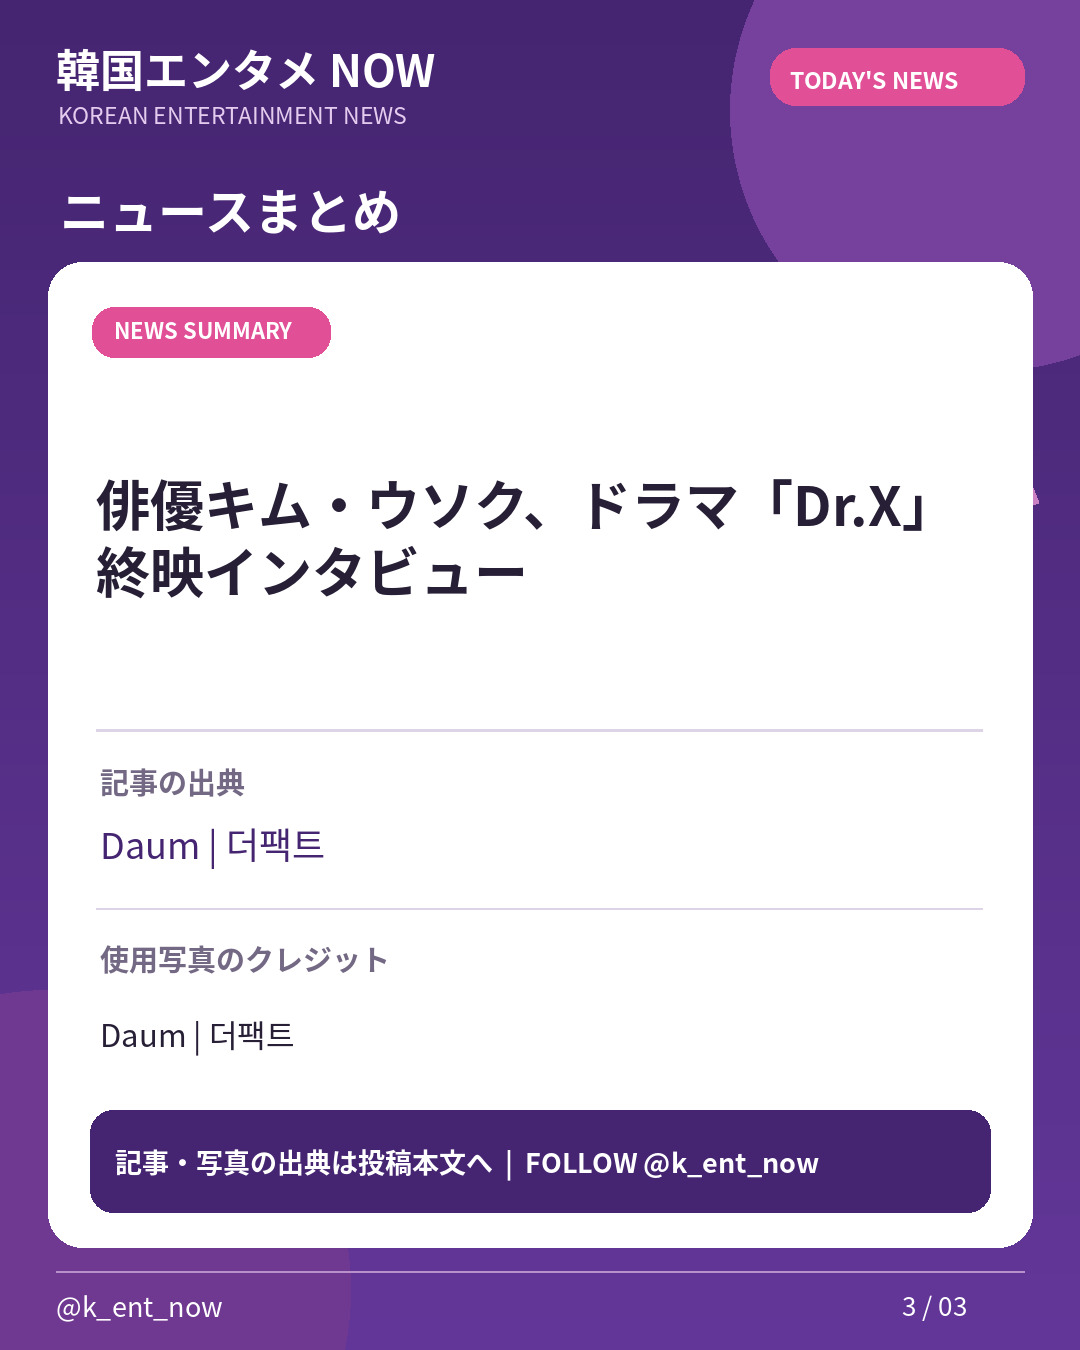 韓国エンタメ NOW
KOREAN ENTERTAINMENT NEWS
TODAY'S NEWS
ニュースまとめ
NEWS SUMMARY
俳優キム・ウソク、ドラマ「Dr.X」
終映インタビュー
記事の出典
Daum | 더팩트
使用写真のクレジット
Daum | 더팩트
記事・写真の出典は投稿本文へ | FOLLOW @k_ent_now
@k_ent_now
3 / 03